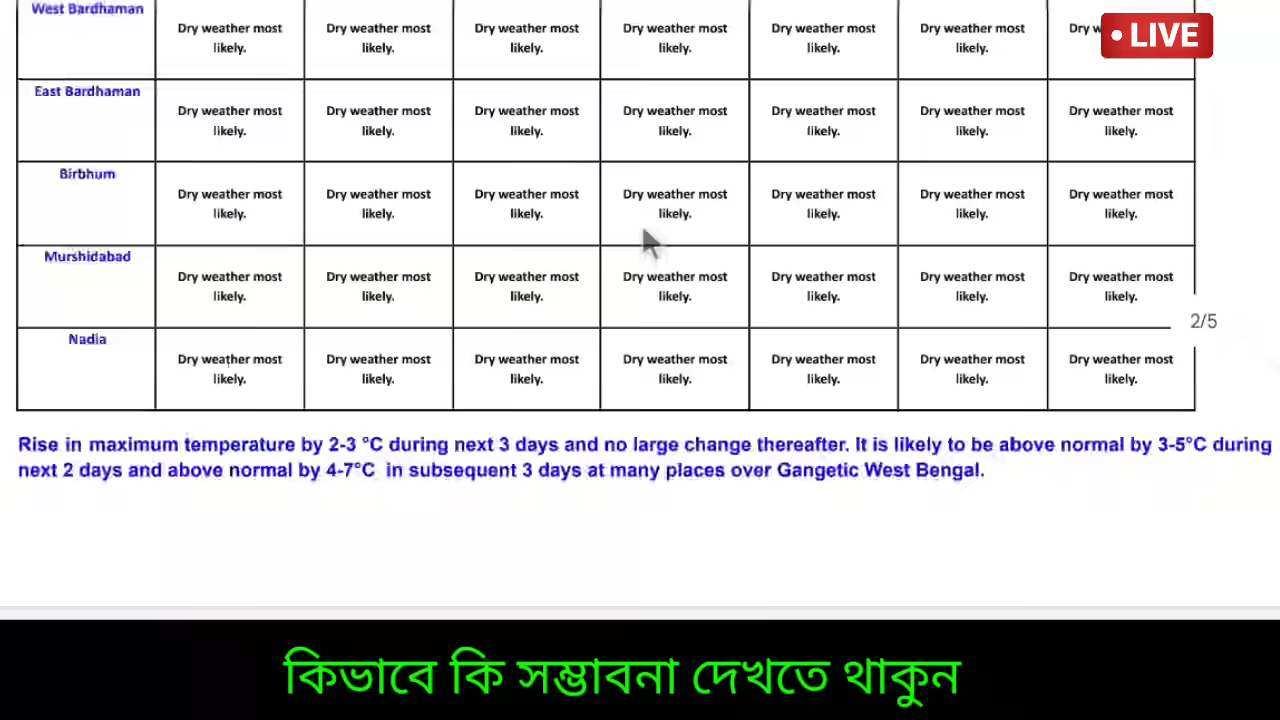 West Bardhaman
Dry weather most likely. Dry weather most likely. Dry weather most likely. Dry weather most likely. Dry weather most likely. Dry weather most likely. Dry likely.
• LIVE
East Bardhaman
Dry weather most likely. Dry weather most likely. Dry weather most likely. Dry weather most likely. Dry weather most likely. Dry weather most likely. Dry weather most likely.
Birbhum
Dry weather most likely. Dry weather most likely. Dry weather most likely. Dry weather most likely. Dry weather most likely. Dry weather most likely. Dry weather most likely.
Murshidabad
Dry weather most likely. Dry weather most likely. Dry weather most likely. Dry weather most likely. Dry weather most likely. Dry weather most likely. Dry weather most likely.
2/5
Nadia
Dry weather most likely. Dry weather most likely. Dry weather most likely. Dry weather most likely. Dry weather most likely. Dry weather most likely. Dry weather most likely.
Rise in maximum temperature by 2-3 °C during next 3 days and no large change thereafter. It is likely to be above normal by 3-5°C during
next 2 days and above normal by 4-7°C in subsequent 3 days at many places over Gangetic West Bengal.
কিভাবে কি সম্ভাবনা দেখতে থাকুন